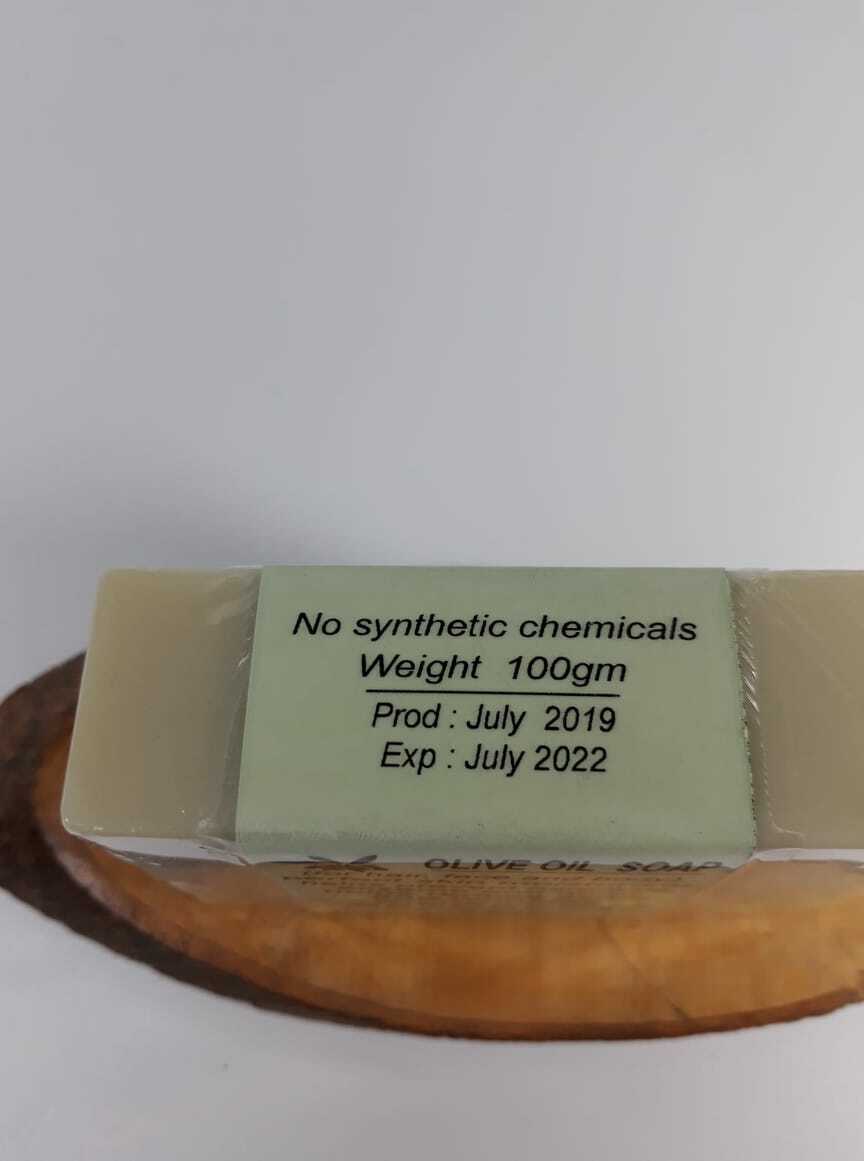 No synthetic chemicals
Weight 100gm
Prod : July 2019
Exp : July 2022
OLIVE OIL SOAP